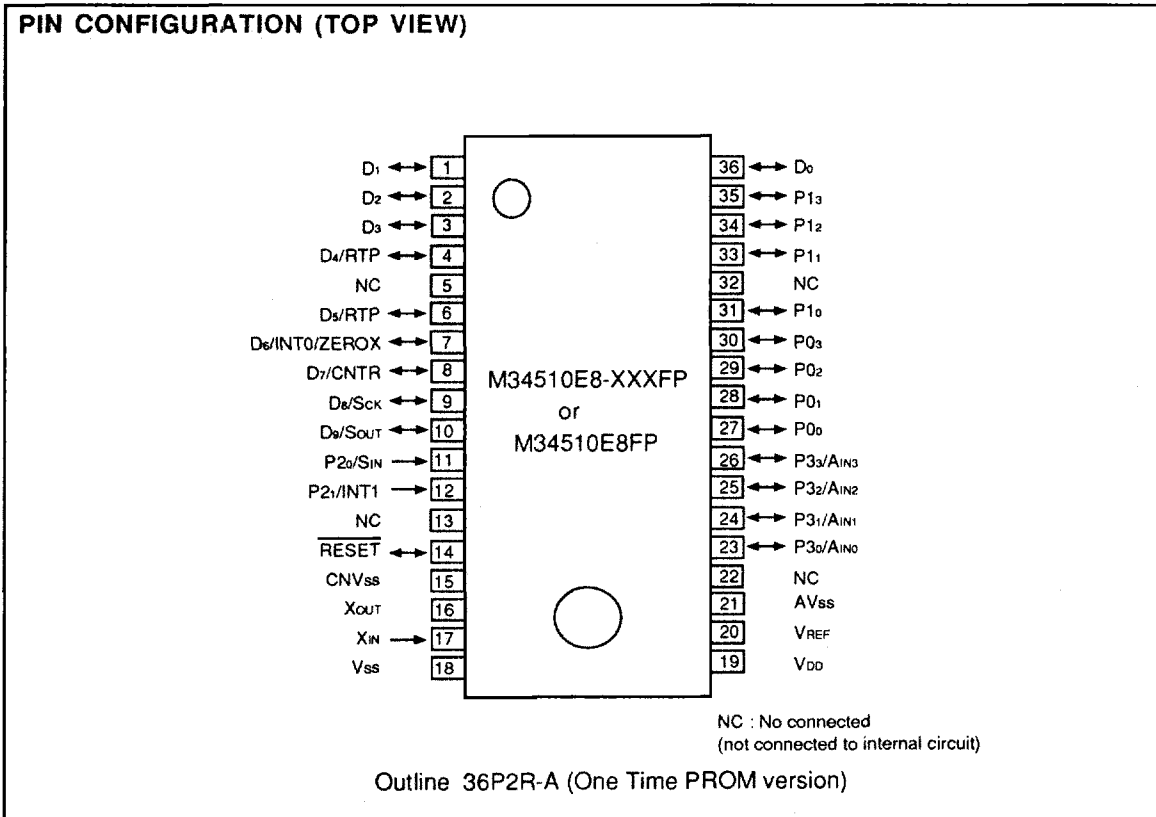 PIN CONFIGURATION (TOP VIEW)
D1 1 36 D0
D2 2 35 P13
D3 3 34 P12
D4/RTP 4 33 P11
NC 5 32 NC
D5/RTP 6 31 P10
D6/INT0/ZEROX 7 30 P03
D7/CNTR 8 29 P02
D8/SCK 9 28 P01
D9/SOUT 10 27 P00
P20/SIN 11 26 P33/AIN3
P21/INT1 12 25 P32/AIN2
NC 13 24 P31/AIN1
RESET 14 23 P30/AIN0
CNVSS 15 22 NC
XOUT 16 21 AVSS
XIN 17 20 VREF
VSS 18 19 VDD
M34510E8-XXXFP
or
M34510E8FP
NC : No connected
(not connected to internal circuit)
Outline 36P2R-A (One Time PROM version)